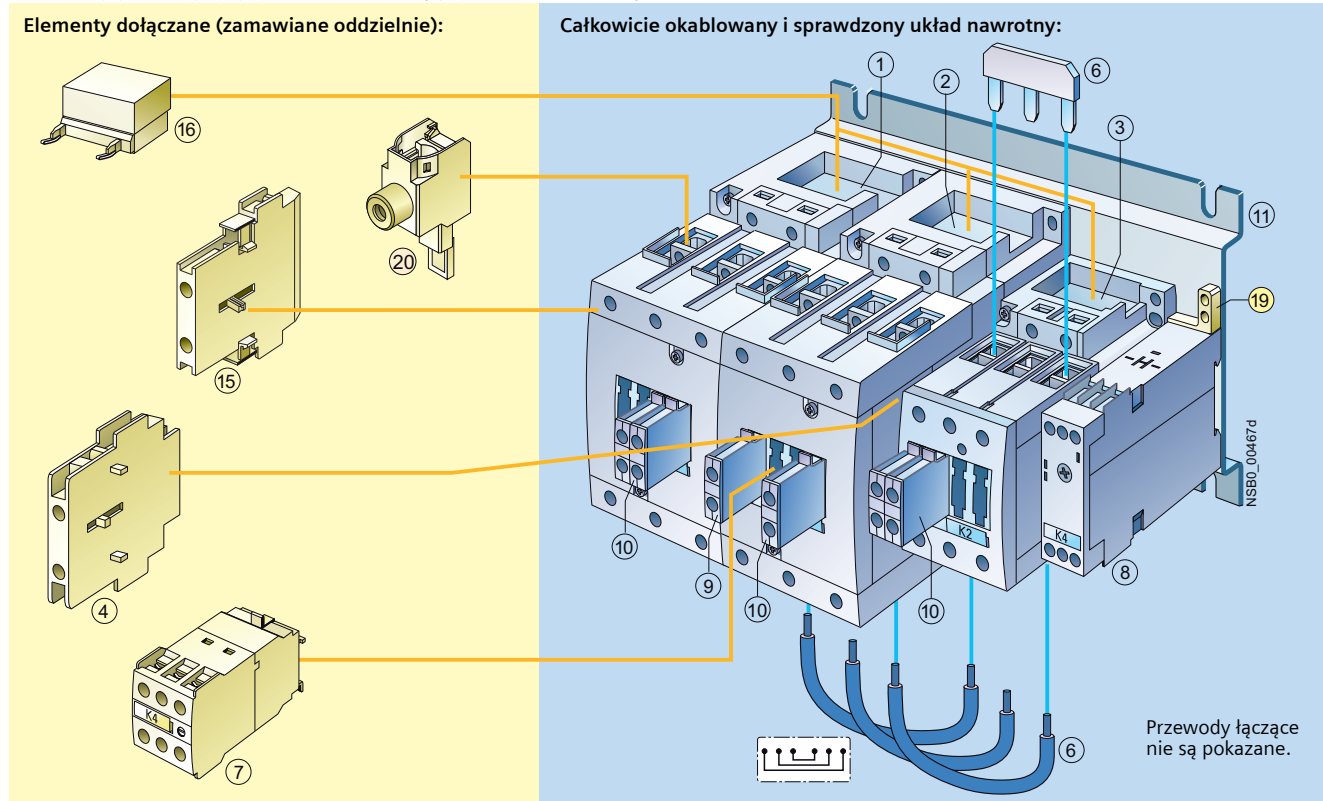 Elementy dołączane (zamawiane oddzielnie):
Całkowicie okablowany i sprawdzony układ nawrotny:
16
20
15
4
K4
7
1
2
6
3
11
19
NSB0_00467d
K2
K4
10
9
10
10
8
6
Przewody łączące
nie są pokazane.